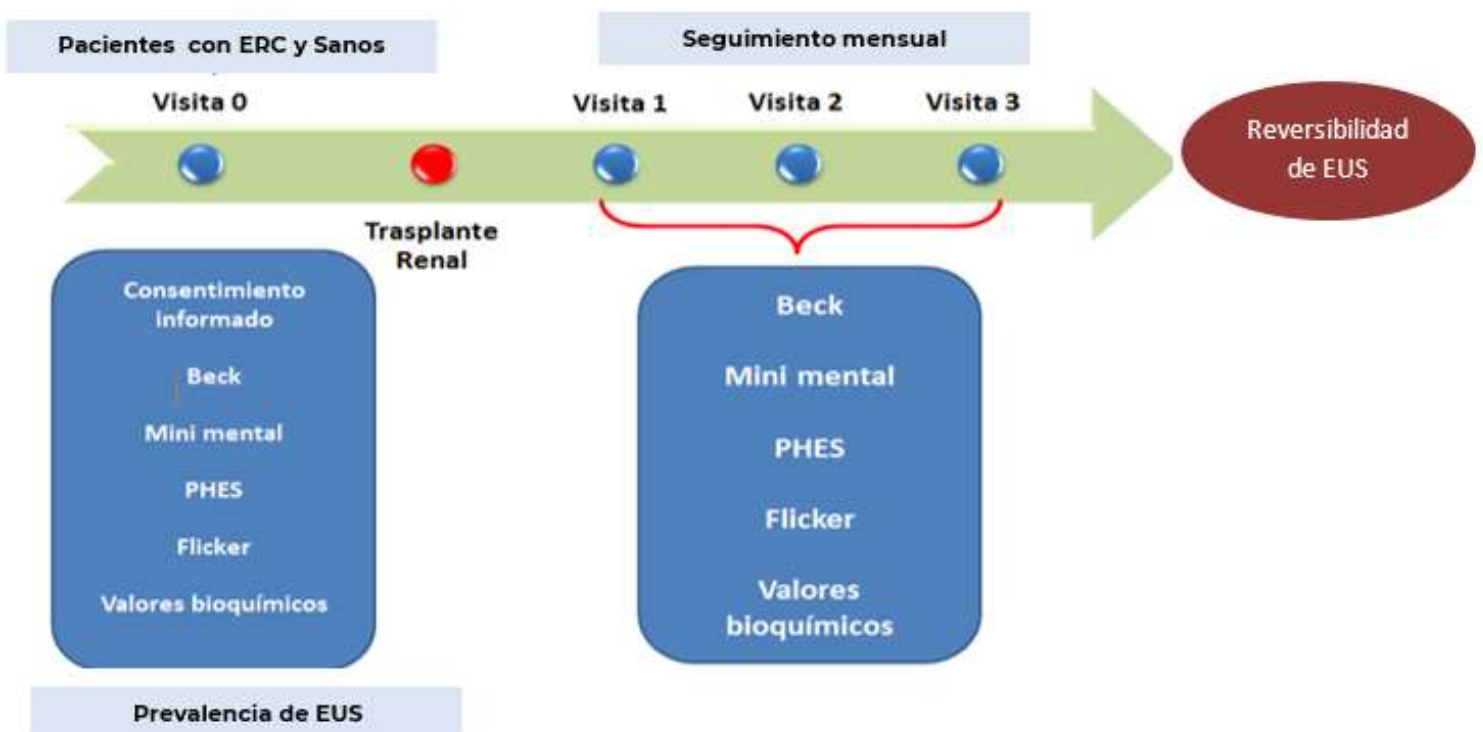 Pacientes con ERC y Sanos
Seguimiento mensual
Visita 0
Visita 1
Visita 2
Visita 3
Reversibilidad
de EUS
Trasplante
Renal
Consentimiento
informado
Beck
Mini mental
PHES
Flicker
Valores bioquímicos
Beck
Mini mental
PHES
Flicker
Valores
bioquímicos
Prevalencia de EUS